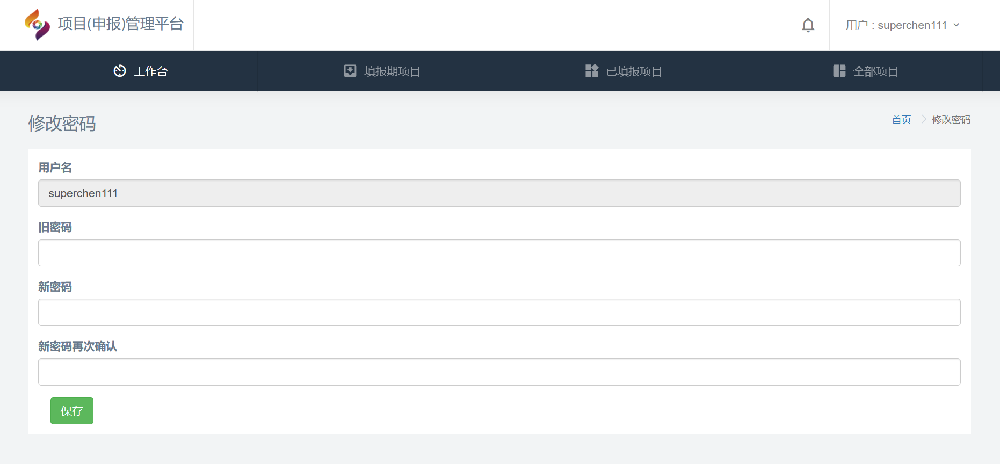 项目(申报)管理平台
用户 : superchen111
工作台
填报期项目
已填报项目
全部项目
修改密码
首页
修改密码
用户名
superchen111
旧密码
新密码
新密码再次确认
保存